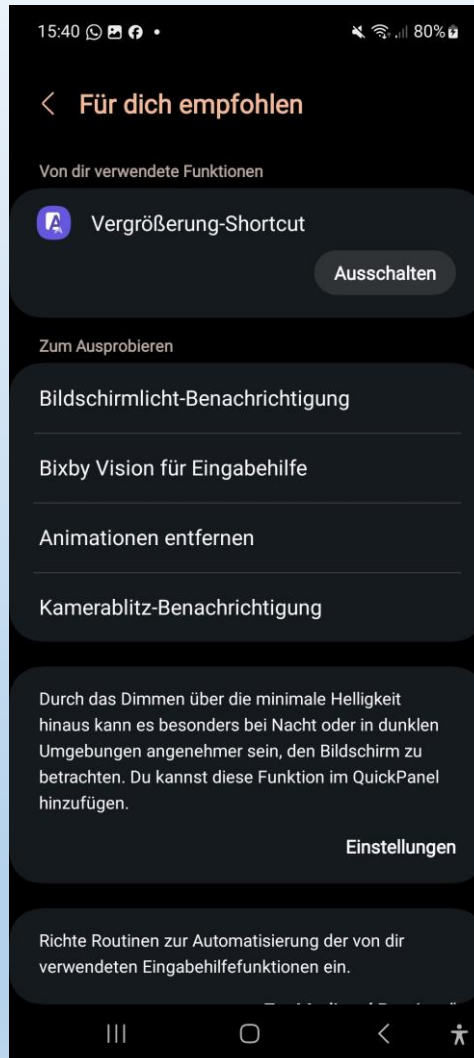 15:40
80%
Für dich empfohlen
Von dir verwendete Funktionen
Vergrößerung-Shortcut
Ausschalten
Zum Ausprobieren
Bildschirmlicht-Benachrichtigung
Bixby Vision für Eingabehilfe
Animationen entfernen
Kamerablitz-Benachrichtigung
Durch das Dimmen über die minimale Helligkeit
hinaus kann es besonders bei Nacht oder in dunklen
Umgebungen angenehmer sein, den Bildschirm zu
betrachten. Du kannst diese Funktion im QuickPanel
hinzufügen.
Einstellungen
Richte Routinen zur Automatisierung der von dir
verwendeten Eingabehilfefunktionen ein.